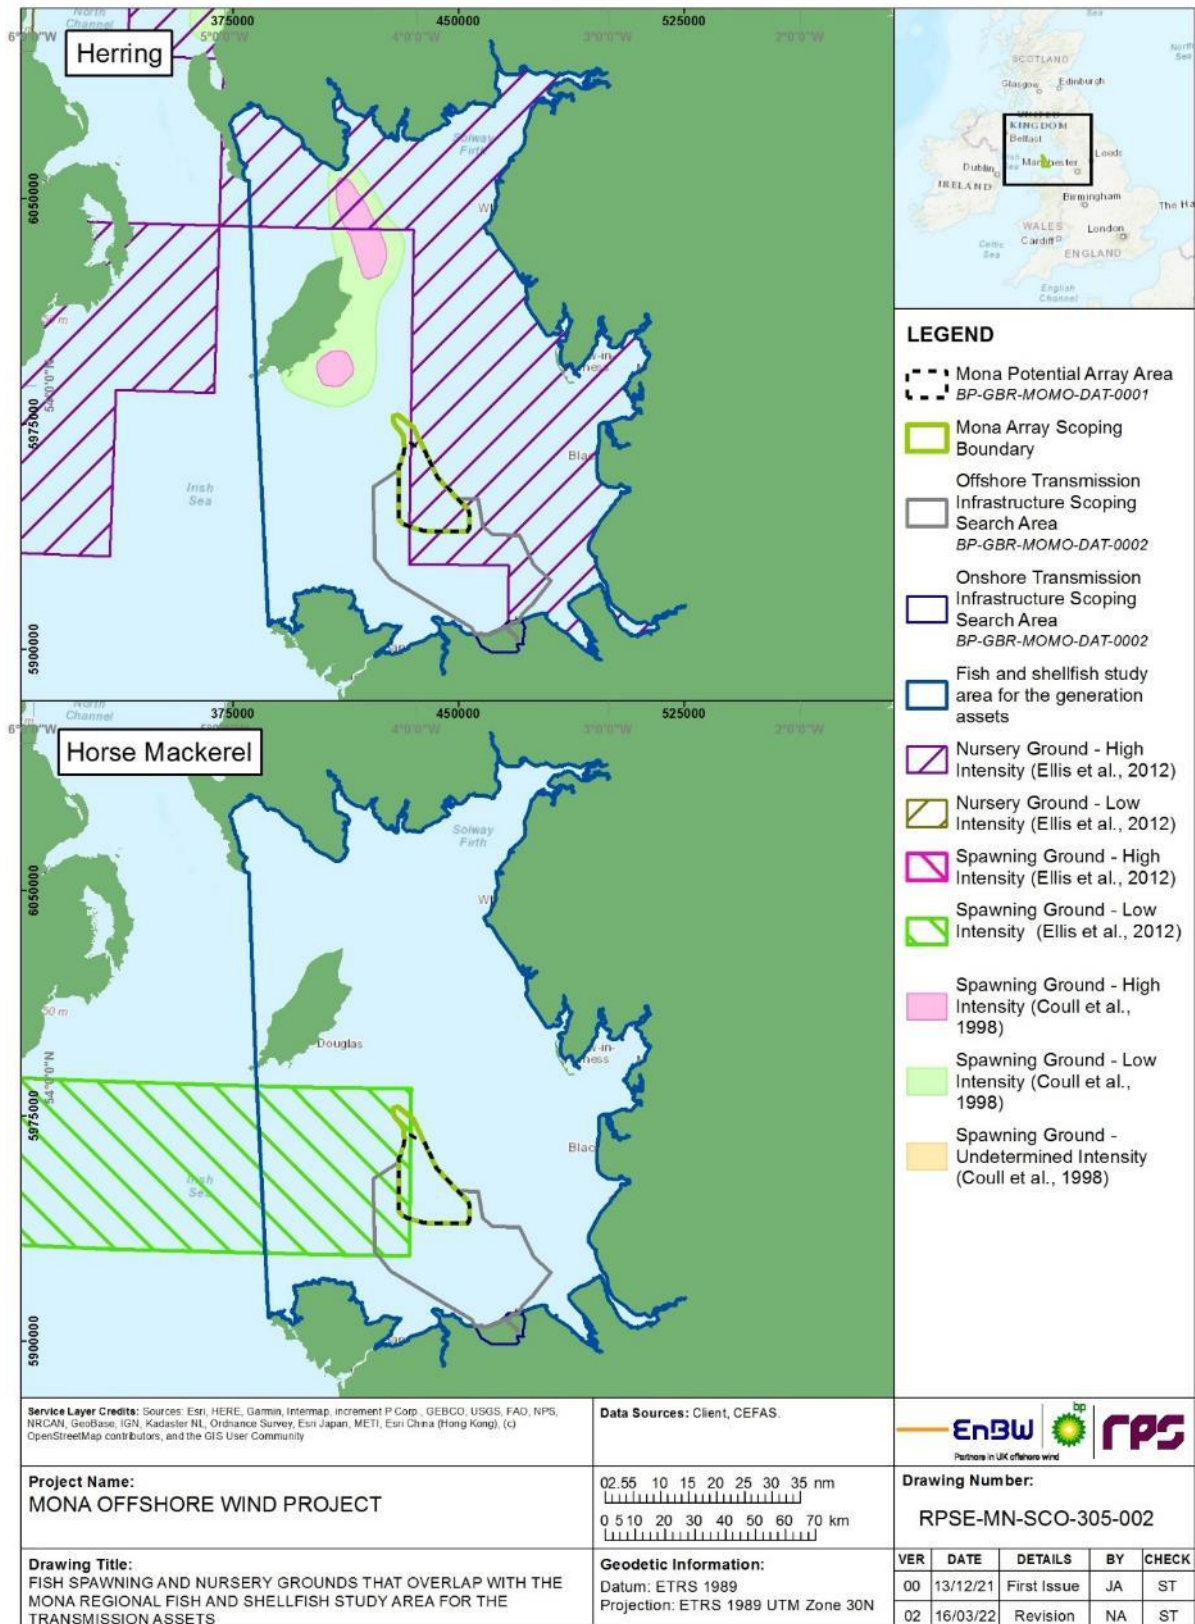 North
Channel
375000
450000
525000
6°0'0"W
5°0'0"W
4°0'0"W
3°0'0"W
2°0'0"W
Herring
Solway
Firth
6050000
54°0'0"N
5975000
Irish
Sea
5900000
North
Channel
375000
450000
525000
4°0'0"W
3°0'0"W
2°0'0"W
Horse Mackerel
Solway
Firth
6050000
50 m
Douglas
54°0'0"N
5975000
Irish
Sea
5900000
Sea
North
Sea
SCOTLAND
Glasgow
Edinburgh
UNITED
KINGDOM
Belfast
Leeds
Dublin
Manchester
IRELAND
Birmingham
The Ha
WALES
London
Cardiff
Celtic
Sea
ENGLAND
English
Channel
LEGEND
Mona Potential Array Area
BP-GBR-MOMO-DAT-0001
Mona Array Scoping
Boundary
Offshore Transmission
Infrastructure Scoping
Search Area
BP-GBR-MOMO-DAT-0002
Onshore Transmission
Infrastructure Scoping
Search Area
BP-GBR-MOMO-DAT-0002
Fish and shellfish study
area for the generation
assets
Nursery Ground - High
Intensity (Ellis et al., 2012)
Nursery Ground - Low
Intensity (Ellis et al., 2012)
Spawning Ground - High
Intensity (Ellis et al., 2012)
Spawning Ground - Low
Intensity (Ellis et al., 2012)
Spawning Ground - High
Intensity (Coull et al.,
1998)
Spawning Ground - Low
Intensity (Coull et al.,
1998)
Spawning Ground -
Undetermined Intensity
(Coull et al., 1998)
Service Layer Credits: Sources: Esri, HERE, Garmin, Intermap, increment P Corp., GEBCO, USGS, FAO, NPS,
NRCAN, GeoBase, IGN, Kadaster NL, Ordnance Survey, Esri Japan, METI, Esri China (Hong Kong), (c)
OpenStreetMap contributors, and the GIS User Community
Data Sources: Client, CEFAS.
EnBW
bp
rps
Partners in UK offshore wind
Project Name:
MONA OFFSHORE WIND PROJECT
0 2.5 5 10 15 20 25 30 35 nm
0 5 10 20 30 40 50 60 70 km
Drawing Number:
RPSE-MN-SCO-305-002
Drawing Title:
FISH SPAWNING AND NURSERY GROUNDS THAT OVERLAP WITH THE
MONA REGIONAL FISH AND SHELLFISH STUDY AREA FOR THE
TRANSMISSION ASSETS
Geodetic Information:
Datum: ETRS 1989
Projection: ETRS 1989 UTM Zone 30N
VER DATE DETAILS BY CHECK
00 13/12/21 First Issue JA ST
02 16/03/22 Revision NA ST